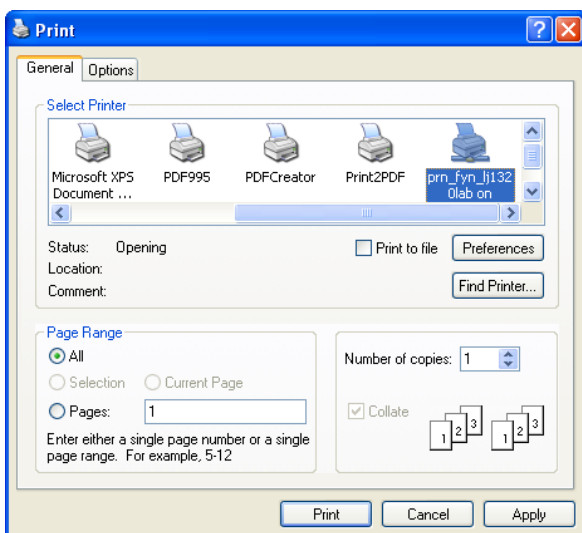 Print
General Options
Select Printer
Microsoft XPS Document ...
PDF995
PDFCreator
Print2PDF
prn_fyn_lj132
0lab on
Status: Opening
Print to file
Preferences
Location:
Comment:
Find Printer...
Page Range
All
Selection
Current Page
Pages: 1
Enter either a single page number or a single
page range. For example, 5-12
Number of copies: 1
Collate
1 2 3 1 2 3
Print Cancel Apply